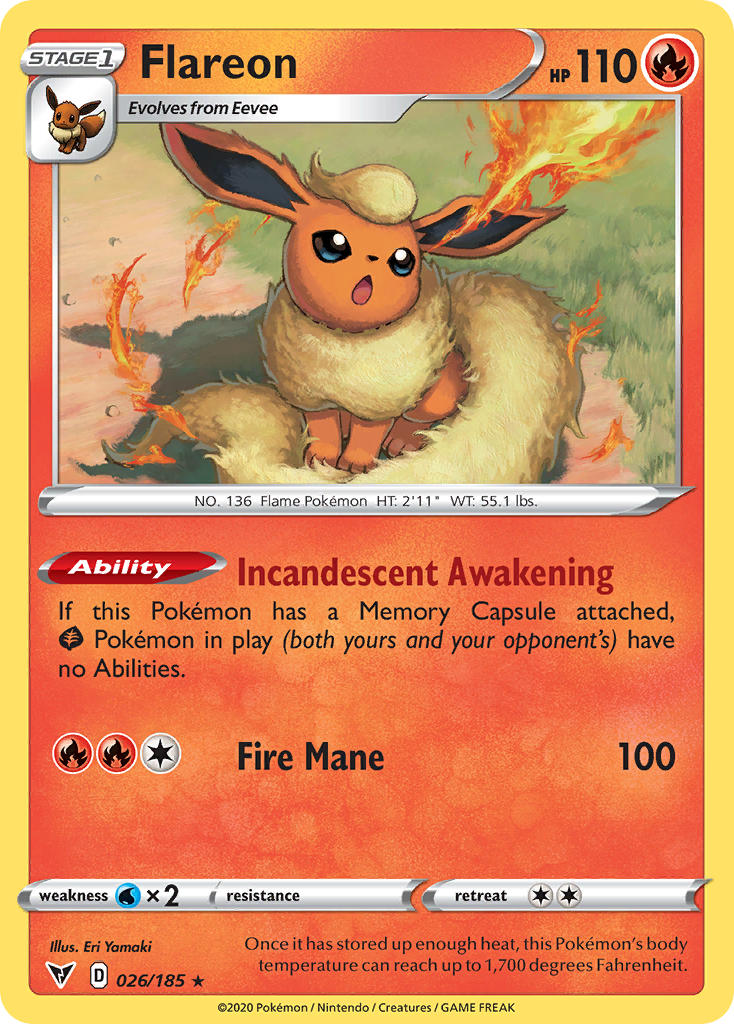 STAGE1
Flareon
HP 110
Evolves from Eevee
NO. 136 Flame Pokémon HT: 2'11" WT: 55.1 lbs.
Ability Incandescent Awakening
If this Pokémon has a Memory Capsule attached,
Pokémon in play (both yours and your opponent's) have
no Abilities.
Fire Mane 100
weakness ×2 resistance retreat
Illus. Eri Yamaki
Once it has stored up enough heat, this Pokémon's body
temperature can reach up to 1,700 degrees Fahrenheit.
D 026/185 ★
©2020 Pokémon / Nintendo / Creatures / GAME FREAK